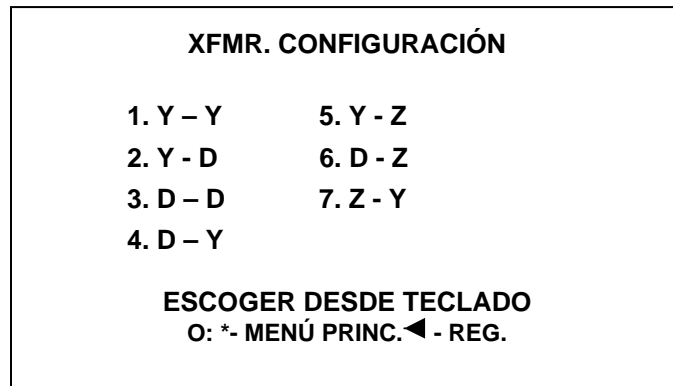 XFMR. CONFIGURACIÓN
1. Y – Y 5. Y - Z
2. Y - D 6. D - Z
3. D – D 7. Z - Y
4. D – Y
ESCOGER DESDE TECLADO
O: *- MENÚ PRINC.◄ - REG.